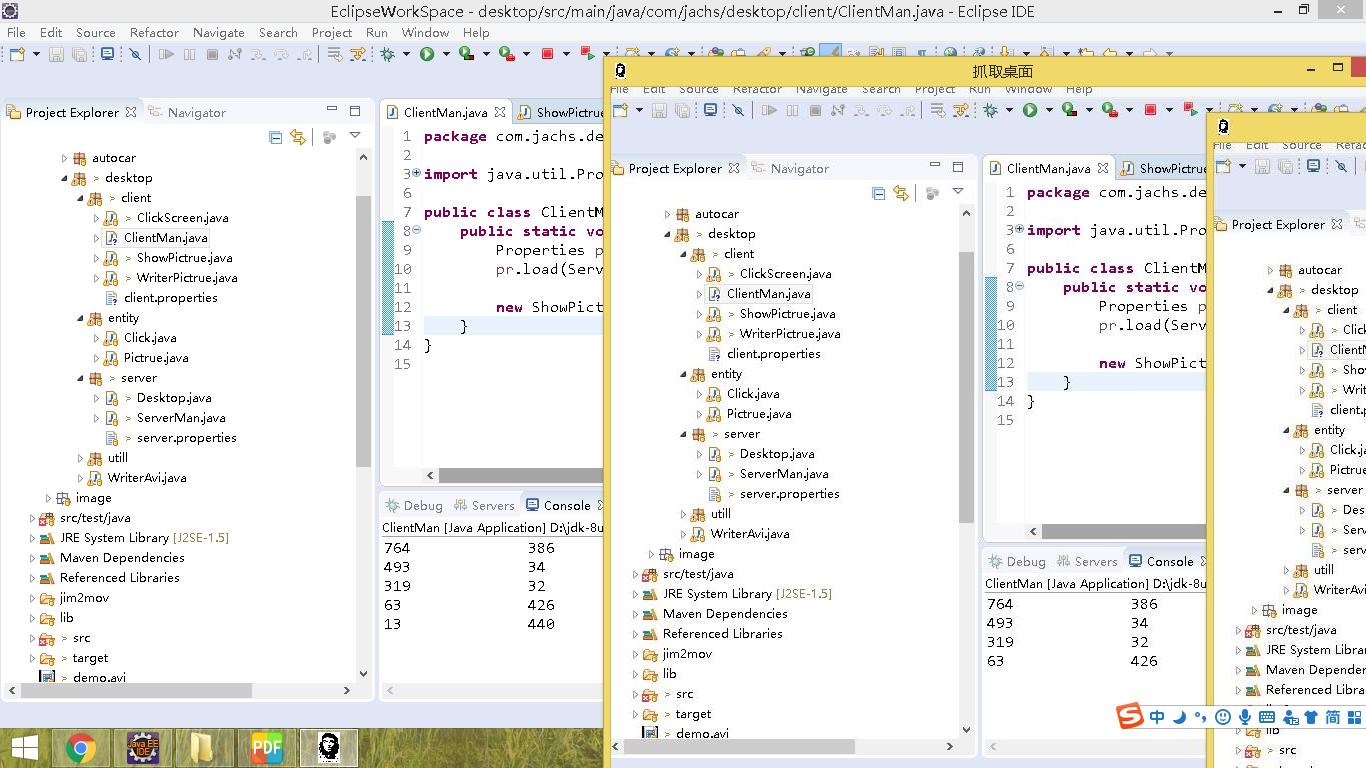 EclipseWorkSpace - desktop/src/main/java/com/jachs/desktop/client/ClientMan.java - Eclipse IDE
File Edit Source Refactor Navigate Search Project Run Window Help
Project Explorer
Navigator
autocar
> desktop
> client
> ClickScreen.java
ClientMan.java
> ShowPictrue.java
> WriterPictrue.java
client.properties
entity
> Click.java
Pictrue.java
> server
> Desktop.java
> ServerMan.java
> server.properties
utill
WriterAvi.java
image
src/test/java
JRE System Library [J2SE-1.5]
Maven Dependencies
Referenced Libraries
jim2mov
lib
> src
> target
> demo.avi
ClientMan.java
ShowPictrue
1 package com.jachs.de
2
3 import java.util.Pro
7 public class ClientM
8 public static vo
9 Properties p
10 pr.load(Serv
11
12 new ShowPict
13 }
14 }
15
Debug Servers Console
ClientMan [Java Application] D:\jdk-8u
764 386
493 34
319 32
63 426
13 440
抓取桌面
File Edit Source Refactor Navigate Search Project Run Window Help
Project Explorer
Navigator
autocar
> desktop
> client
> ClickScreen.java
ClientMan.java
> ShowPictrue.java
> WriterPictrue.java
client.properties
entity
> Click.java
Pictrue.java
> server
> Desktop.java
> ServerMan.java
> server.properties
utill
WriterAvi.java
image
src/test/java
JRE System Library [J2SE-1.5]
Maven Dependencies
Referenced Libraries
jim2mov
lib
> src
> target
> demo.avi
ClientMan.java
ShowPictru
1 package com.jachs.de
2
3 import java.util.Pro
7 public class ClientM
8 public static vo
9 Properties p
10 pr.load(Serv
11
12 new ShowPict
13 }
14 }
15
Debug Servers Console
ClientMan [Java Application] D:\jdk-8u
764 386
493 34
319 32
63 426
File Edit Source Refa
Project Explorer
autocar
> desktop
> client
> Click
ClientM
> Show
> Writ
client.p
entity
> Click.ja
Pictrue
> server
> Des
> Serv
> serv
utill
WriterAv
image
src/test/java
JRE System Librar
Maven Dependen
Referenced Librar
lib
> src
中 简
Java EE IDE
PDF